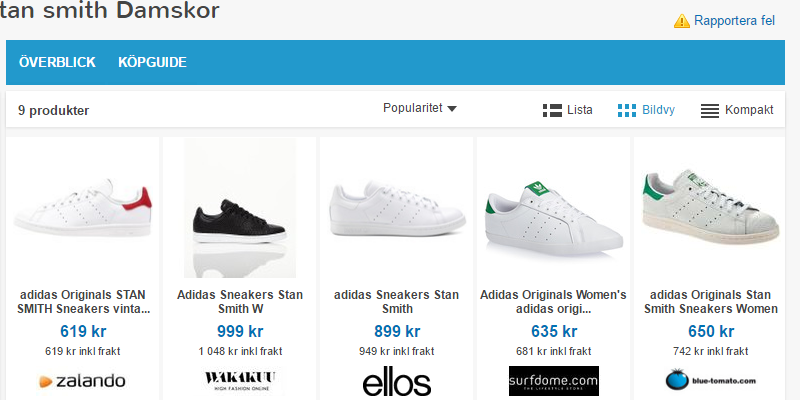 tan smith Damskor
Rapportera fel
ÖVERBLICK KÖPGUIDE
9 produkter Popularitet Lista Bildvy Kompakt
adidas Originals STAN
SMITH Sneakers vinta...
619 kr
619 kr inkl frakt
zalando
Adidas Sneakers Stan
Smith W
999 kr
1 048 kr inkl frakt
WAKAKUU
HIGH FASHION ONLINE
adidas Sneakers Stan
Smith
899 kr
949 kr inkl frakt
ellos
Adidas Originals Women's
adidas origi...
635 kr
681 kr inkl frakt
surfdome.com
THE LIFESTYLE STORE
adidas Originals Stan
Smith Sneakers Women
650 kr
742 kr inkl frakt
blue-tomato.com